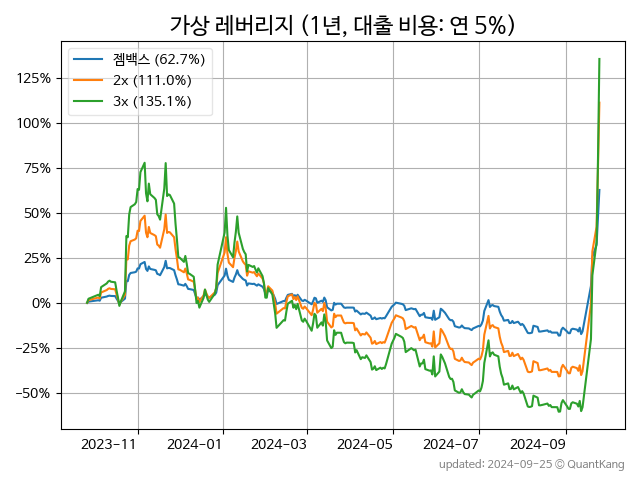 가상 레버리지 (1년, 대출 비용: 연 5%)
젬백스 (62.7%)
2x (111.0%)
3x (135.1%)
125%
100%
75%
50%
25%
0%
−25%
−50%
2023-11
2024-01
2024-03
2024-05
2024-07
2024-09
updated: 2024-09-25 © QuantKang